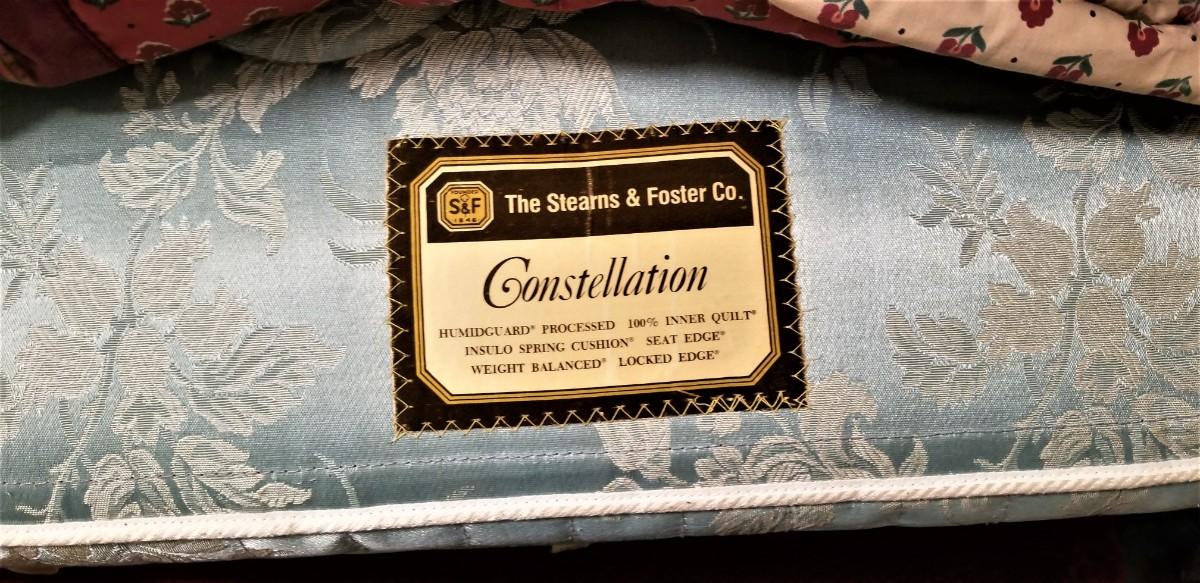 FOUNDED
S&F
1846
The Stearns & Foster Co.
Constellation
HUMIDGUARD® PROCESSED 100% INNER QUILT®
INSULO SPRING CUSHION® SEAT EDGE®
WEIGHT BALANCED® LOCKED EDGE®